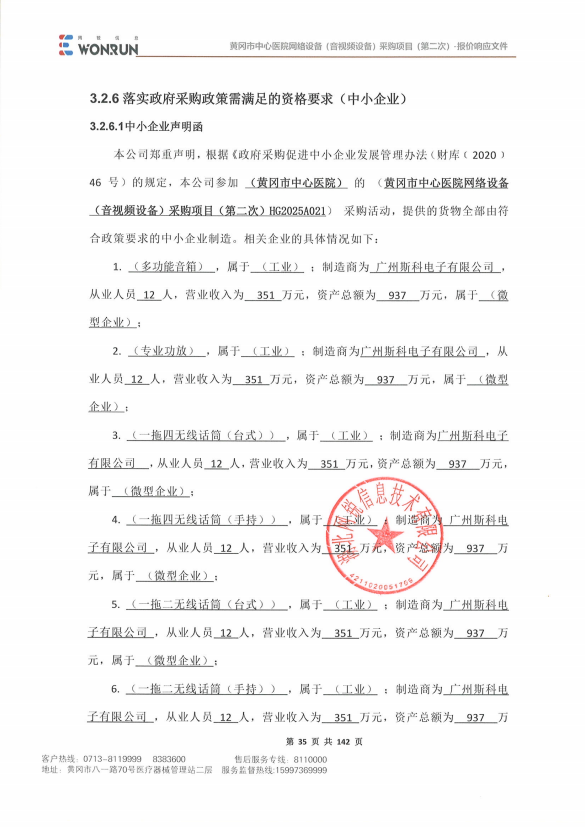 网信信息
WONRUN
黄冈市中心医院网络设备（音视频设备）采购项目（第二次）-报价响应文件
3.2.6 落实政府采购政策需满足的资格要求（中小企业）
3.2.6.1中小企业声明函
本公司郑重声明，根据《政府采购促进中小企业发展管理办法（财库﹝2020﹞
46 号）的规定，本公司参加 （黄冈市中心医院） 的 （黄冈市中心医院网络设备
（音视频设备）采购项目（第二次）HG2025A021） 采购活动，提供的货物全部由符
合政策要求的中小企业制造。相关企业的具体情况如下：
1. （多功能音箱） ，属于 （工业） ；制造商为 广州斯科电子有限公司 ，
从业人员 12 人，营业收入为 351 万元，资产总额为 937 万元，属于 （微
型企业）；
2. （专业功放） ，属于 （工业） ；制造商为广州斯科电子有限公司 ，从
业人员 12 人，营业收入为 351 万元，资产总额为 937 万元，属于 （微型
企业）；
3. （一拖四无线话筒（台式）） ，属于 （工业） ；制造商为广州斯科电子
有限公司 ，从业人员 12 人，营业收入为 351 万元，资产总额为 937 万元，
属于 （微型企业）；
4. （一拖四无线话筒（手持）） ，属于 （工业） ；制造商为 广州斯科电
子有限公司 ，从业人员 12 人，营业收入为 351 万元，资产总额为 937 万
元，属于 （微型企业）；
5. （一拖二无线话筒（台式） ，属于 （工业） ；制造商为 广州斯科电
子有限公司 ，从业人员 12 人，营业收入为 351 万元，资产总额为 937 万
元，属于 （微型企业）；
6. （一拖二无线话筒（手持）） ，属于 （工业） ；制造商为 广州斯科电
子有限公司 ，从业人员 12 人，营业收入为 351 万元，资产总额为 937 万
锐信息技术有限公司
4211020051709
第 35 页 共 142 页
客户热线：0713-8119999 8383600 售后服务专线：8110000
地址：黄冈市八一路70号医疗器械管理站二层 服务监督热线:15997369999